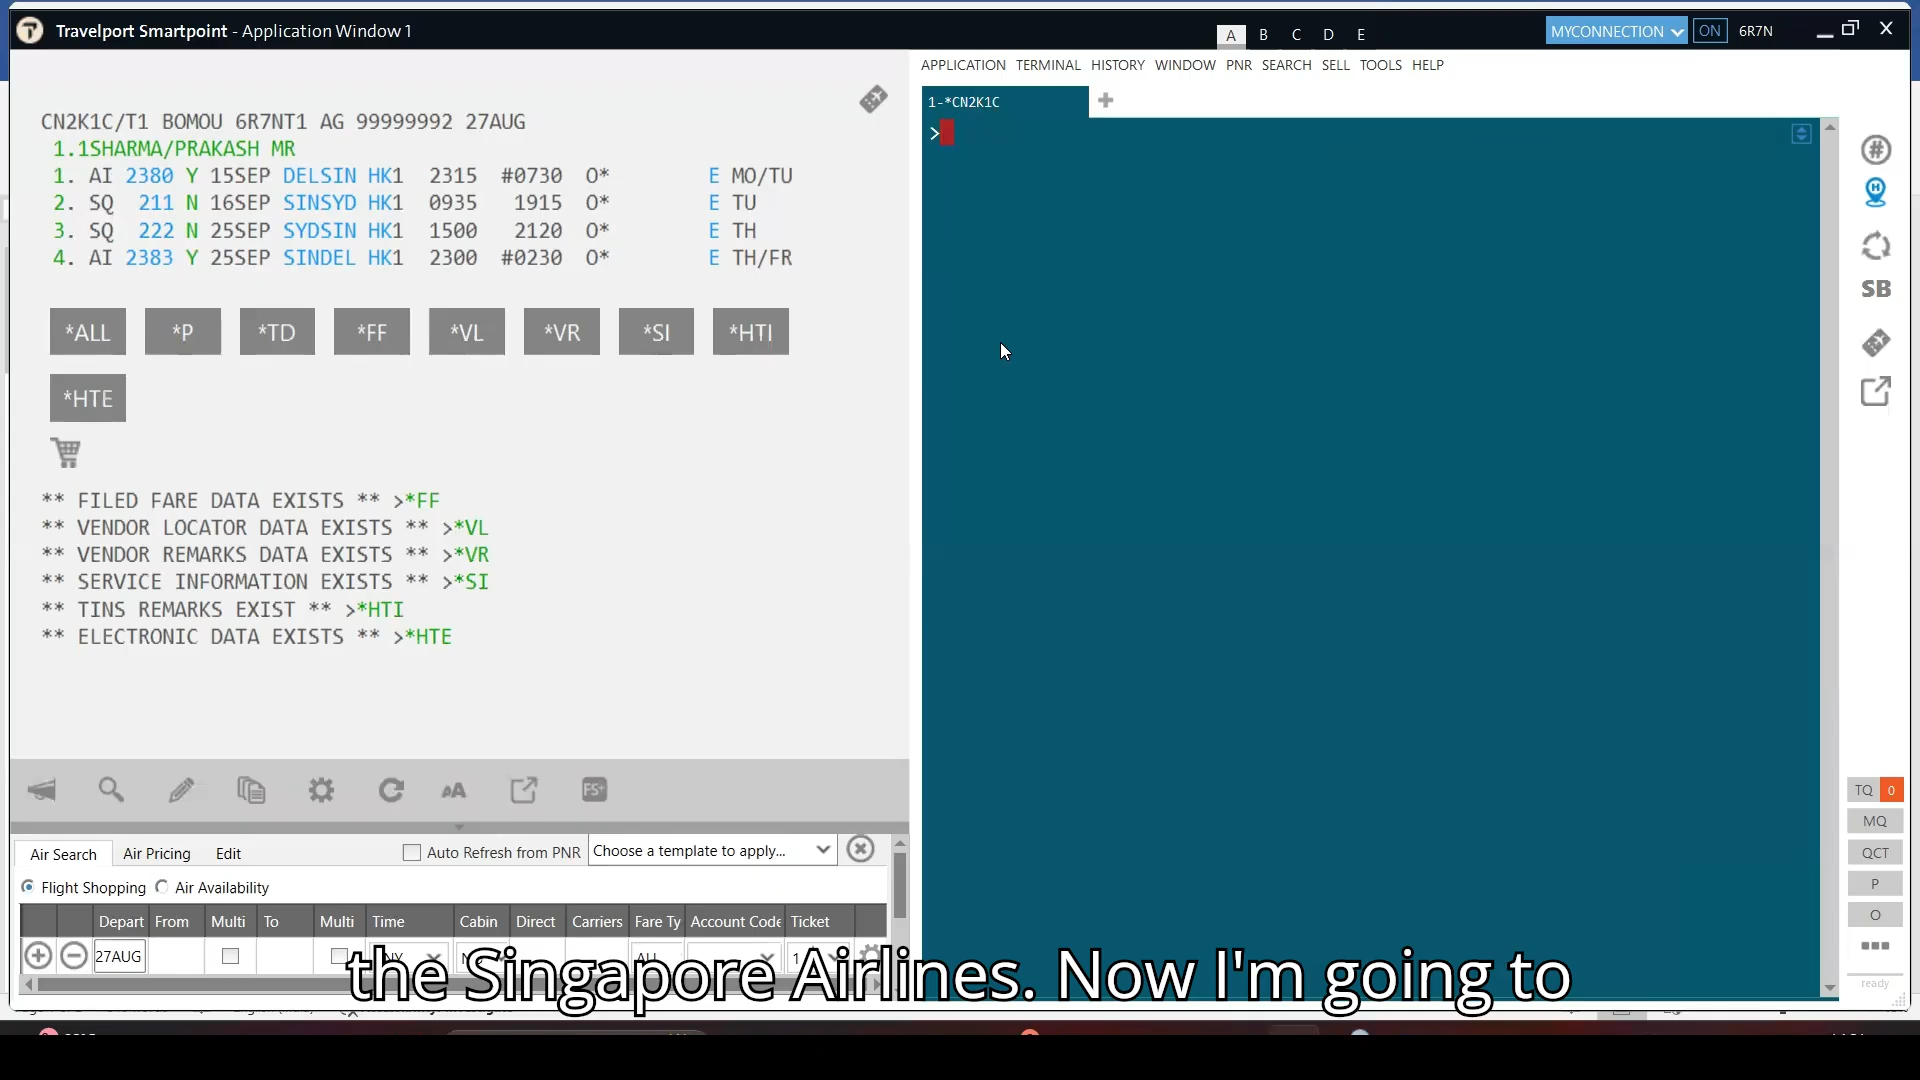 Travelport Smartpoint - Application Window 1
A B C D E
MYCONNECTION ON 6R7N
APPLICATION TERMINAL HISTORY WINDOW PNR SEARCH SELL TOOLS HELP
1-*CN2K1C
>
CN2K1C/T1 BOMOU 6R7NT1 AG 99999992 27AUG
1.1SHARMA/PRAKASH MR
1. AI 2380 Y 15SEP DELSIN HK1 2315 #0730 O* E MO/TU
2. SQ 211 N 16SEP SINSYD HK1 0935 1915 O* E TU
3. SQ 222 N 25SEP SYDSIN HK1 1500 2120 O* E TH
4. AI 2383 Y 25SEP SINDEL HK1 2300 #0230 O* E TH/FR
*ALL *P *TD *FF *VL *VR *SI *HTI
*HTE
** FILED FARE DATA EXISTS ** >*FF
** VENDOR LOCATOR DATA EXISTS ** >*VL
** VENDOR REMARKS DATA EXISTS ** >*VR
** SERVICE INFORMATION EXISTS ** >*SI
** TINS REMARKS EXIST ** >*HTI
** ELECTRONIC DATA EXISTS ** >*HTE
FS+
Air Search Air Pricing Edit Auto Refresh from PNR Choose a template to apply...
Flight Shopping Air Availability
Depart From Multi To Multi Time Cabin Direct Carriers Fare Ty Account Code Ticket
27AUG 1
the Singapore Airlines. Now I'm going to
#
H
SB
TQ 0
MQ
QCT
P
O
ready